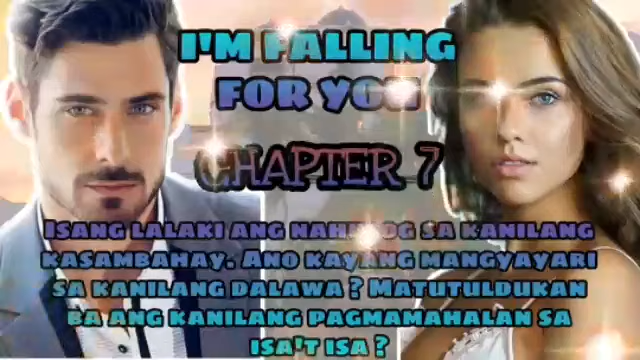 I'M FALLING
FOR YOU
CHAPTER 7
ISANG LALAKI ANG NAHULOG SA KANILANG
KASAMBAHAY. ANO KAYANG MANGYAYARI
SA KANILANG DALAWA ? MATUTULDUKAN
BA ANG KANILANG PAGMAMAHALAN SA
ISA'T ISA ?